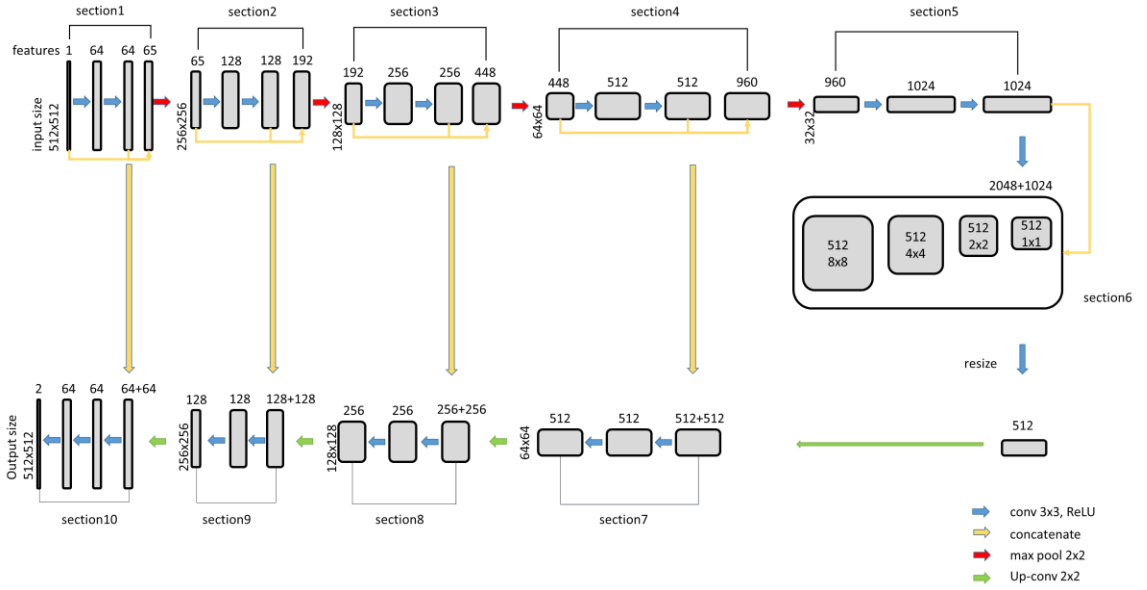 section1
section2
section3
section4
section5
features 1 64 64 65
65 128 128 192
192 256 256 448
448 512 512 960
960 1024 1024
input size
512x512
256x256
128x128
64x64
32x32
2048+1024
512
8x8
512
4x4
512
2x2
512
1x1
section6
resize
2 64 64 64+64
128 128 128+128
256 256 256+256
512 512 512+512
512
Output size
512x512
256x256
128x128
64x64
section10
section9
section8
section7
conv 3x3, ReLU
concatenate
max pool 2x2
Up-conv 2x2